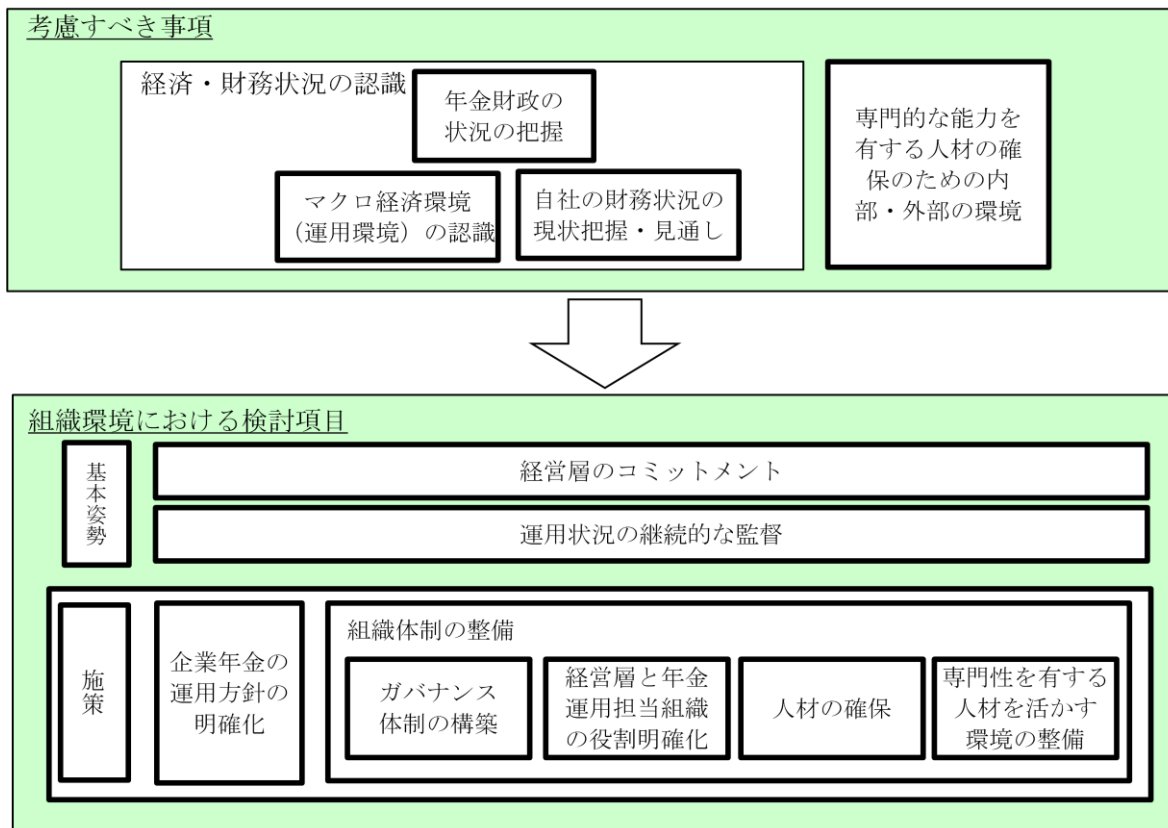 考慮すべき事項
経済・財務状況の認識
年金財政の
状況の把握
マクロ経済環境
（運用環境）の認識
自社の財務状況の
現状把握・見通し
専門的な能力を
有する人材の確
保のための内
部・外部の環境
組織環境における検討項目
基本姿勢
経営層のコミットメント
運用状況の継続的な監督
施策
企業年金の
運用方針の
明確化
組織体制の整備
ガバナンス
体制の構築
経営層と年金
運用担当組織
の役割明確化
人材の確保
専門性を有する
人材を活かす
環境の整備